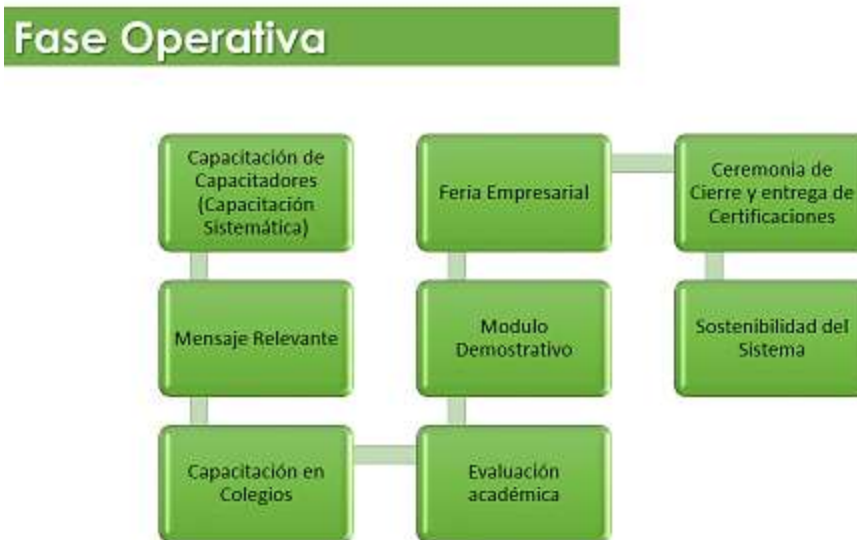 Fase Operativa
Capacitación de
Capacitadores
(Capacitación
Sistemática)
Mensaje Relevante
Capacitación en
Colegios
Evaluación
académica
Modulo
Demostrativo
Feria Empresarial
Ceremonia de
Cierre y entrega de
Certificaciones
Sostenibilidad del
Sistema